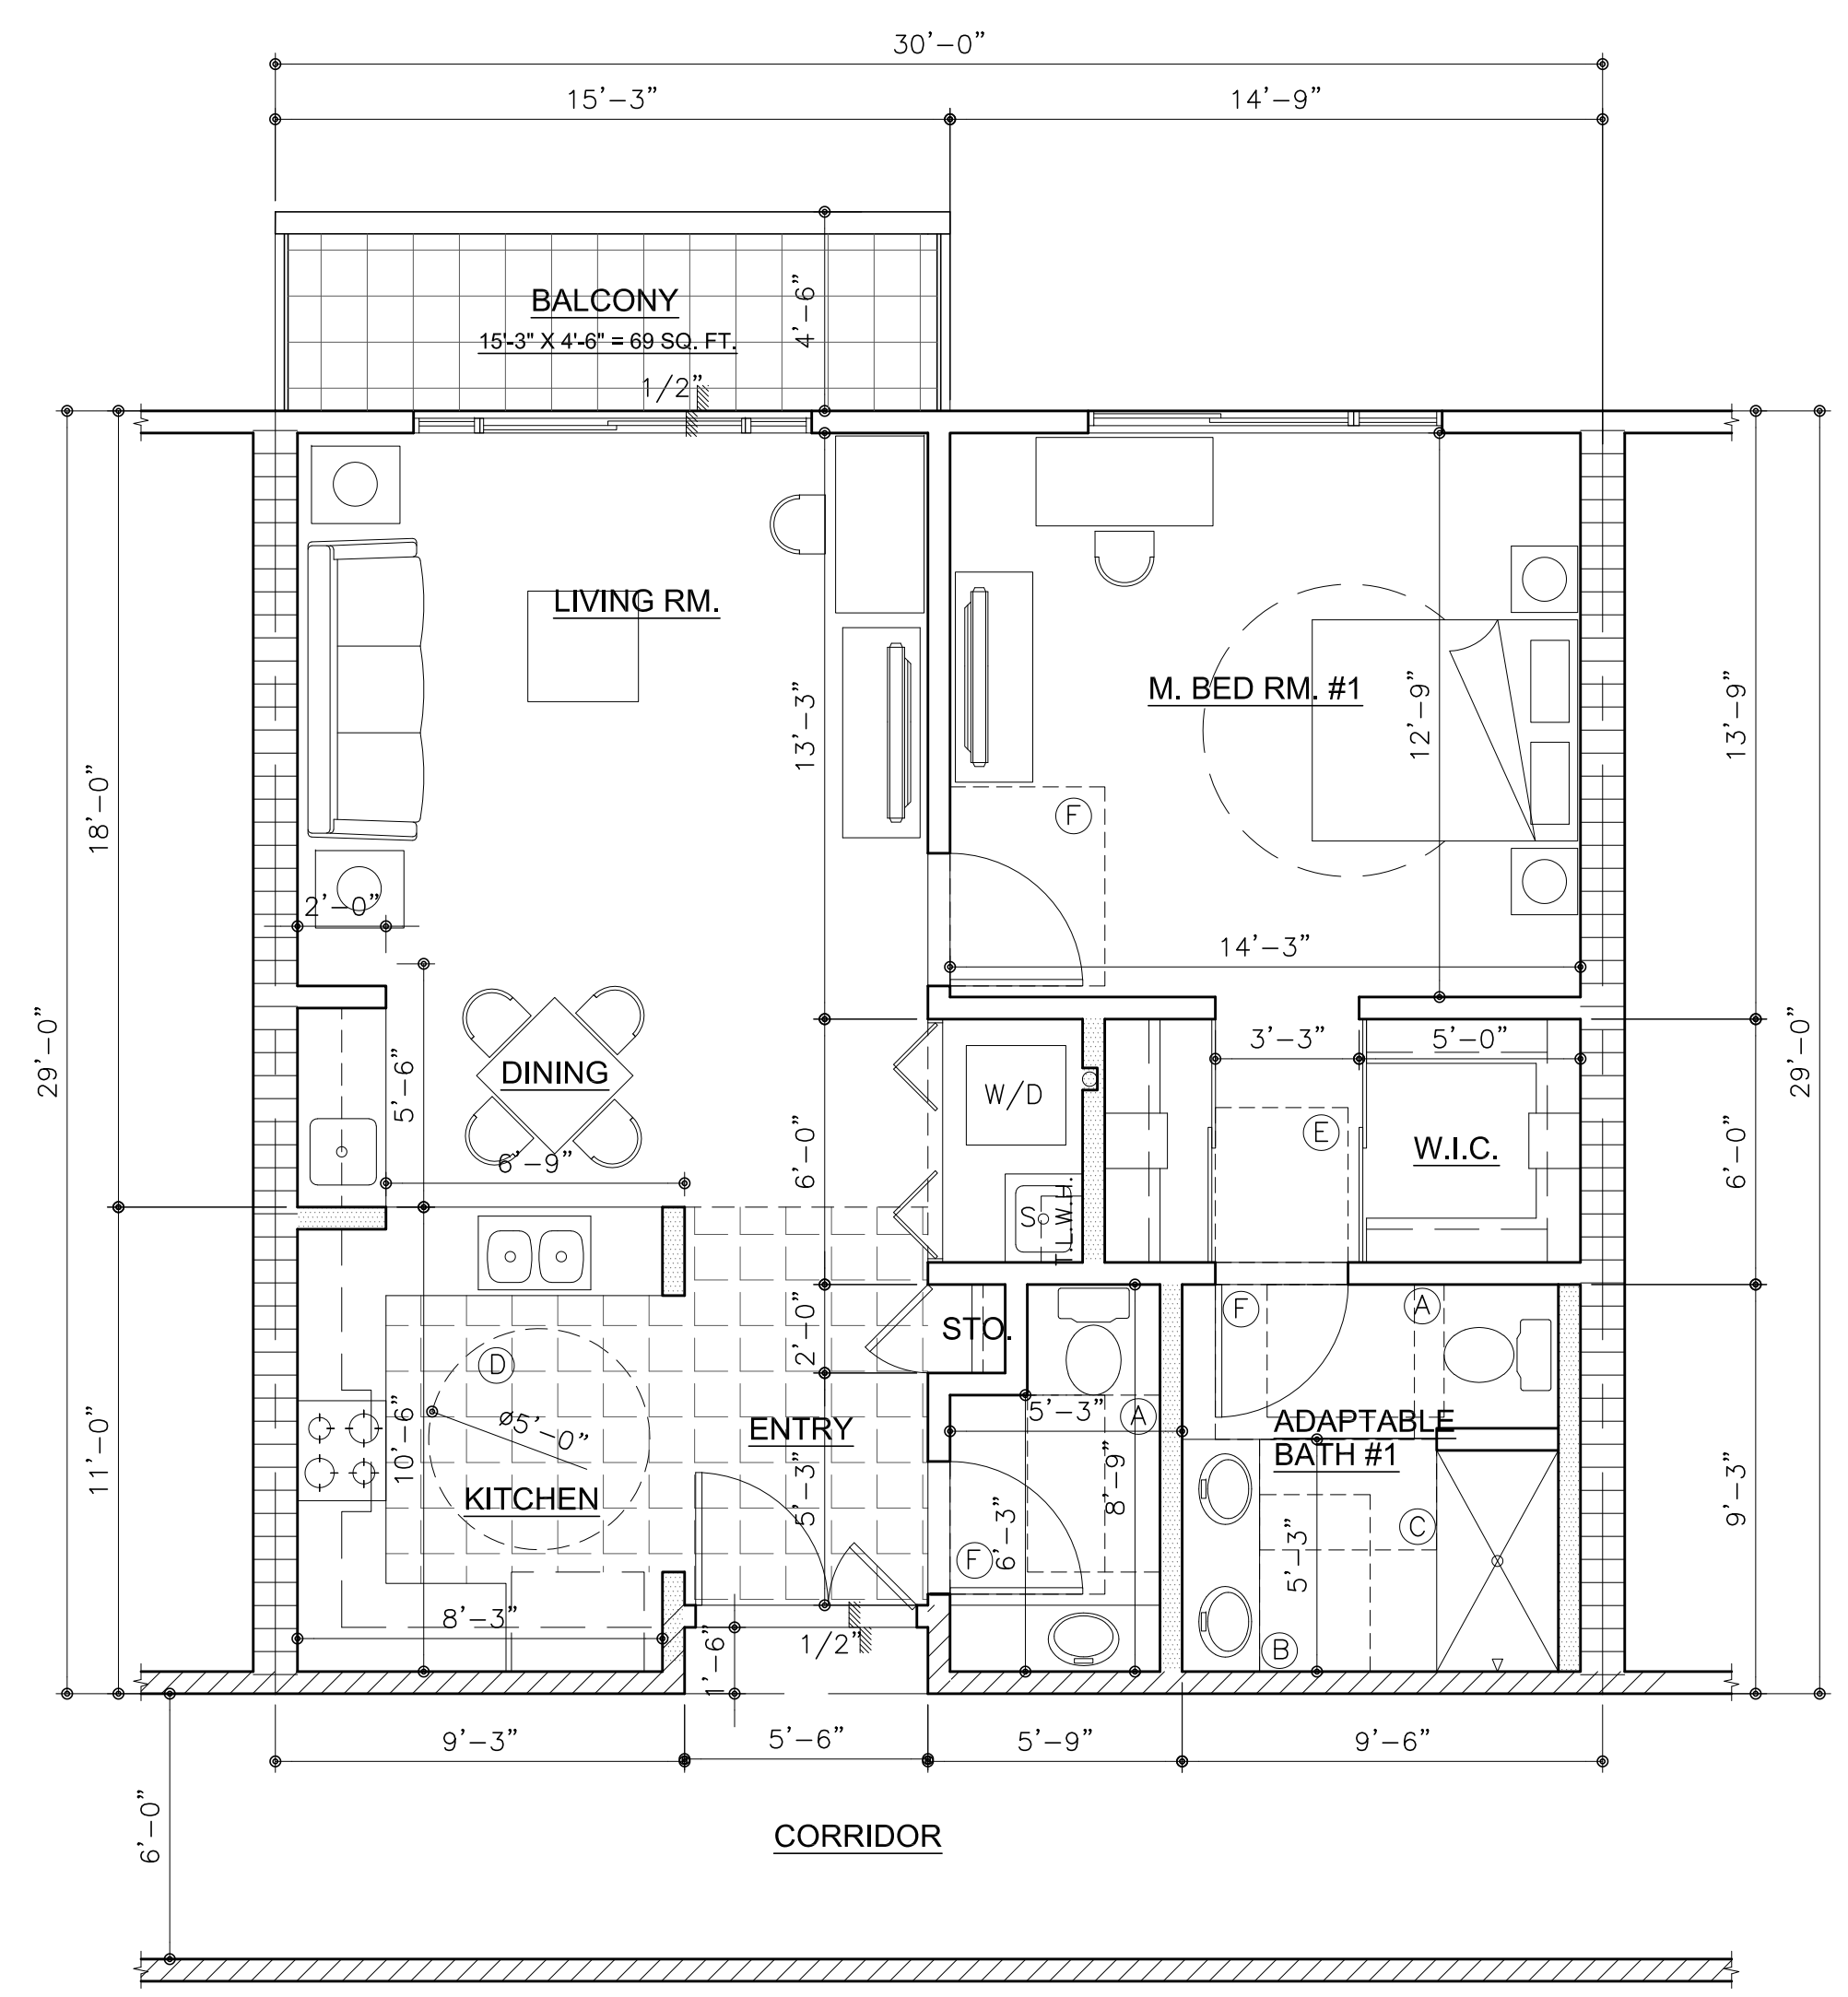 30'-0"
15'-3"
14'-9"
4'-6"
BALCONY
15'-3" X 4'-6" = 69 SQ. FT.
1/2"
LIVING RM.
M. BED RM. #1
13'-3"
12'-9"
13'-9"
18'-0"
F
2'-0"
14'-3"
29'-0"
5'-6"
DINING
6'-9"
W/D
3'-3"
5'-0"
29'-0"
E
W.I.C.
6'-0"
6'-0"
S
T.L.W.H.
2'-0"
STO.
F
A
D
ø5'-0"
10'-6"
11'-0"
ENTRY
5'-3"
A
ADAPTABLE
BATH #1
KITCHEN
5'-3"
8'-9"
9'-3"
6'-3"
F
C
5'-3"
8'-3"
1'-6"
1/2"
B
9'-3"
5'-6"
5'-9"
9'-6"
6'-0"
CORRIDOR